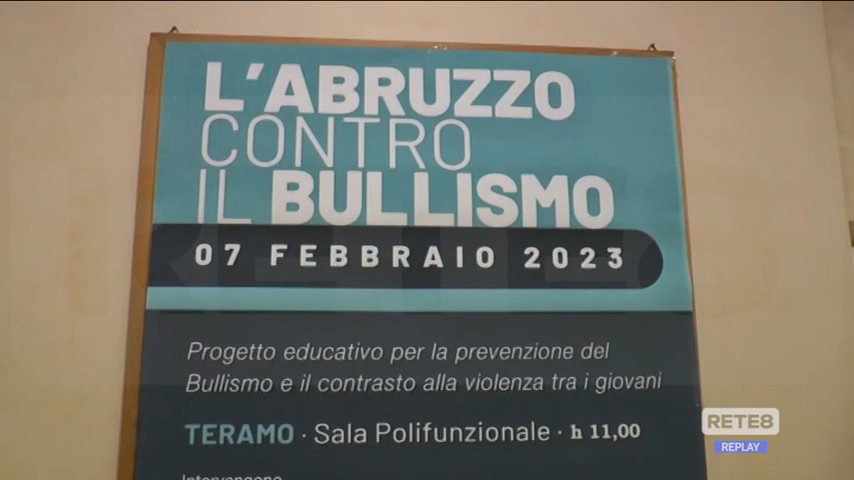 L'ABRUZZO
CONTRO
IL BULLISMO
07 FEBBRAIO 2023
Progetto educativo per la prevenzione del
Bullismo e il contrasto alla violenza tra i giovani
TERAMO · Sala Polifunzionale · h 11,00
Intervengono
RETE8
REPLAY